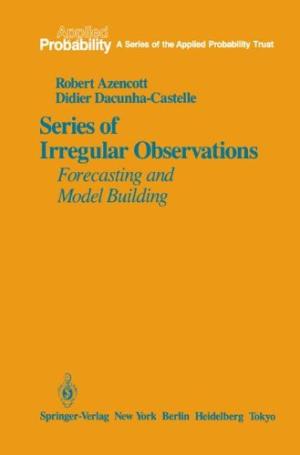 Applied
Probability A Series of the Applied Probability Trust
Robert Azencott
Didier Dacunha-Castelle
Series of
Irregular Observations
Forecasting and
Model Building
Springer-Verlag New York Berlin Heidelberg Tokyo